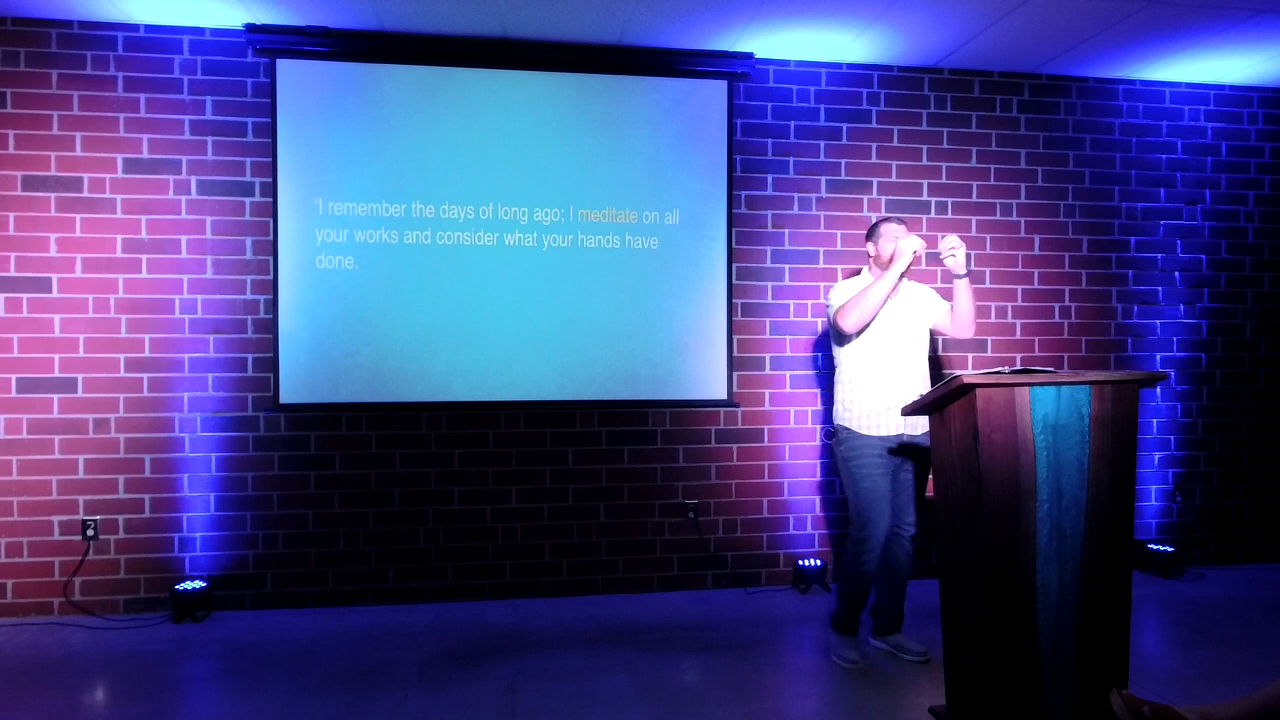 "I remember the days of long ago; I meditate on all
your works and consider what your hands have
done.